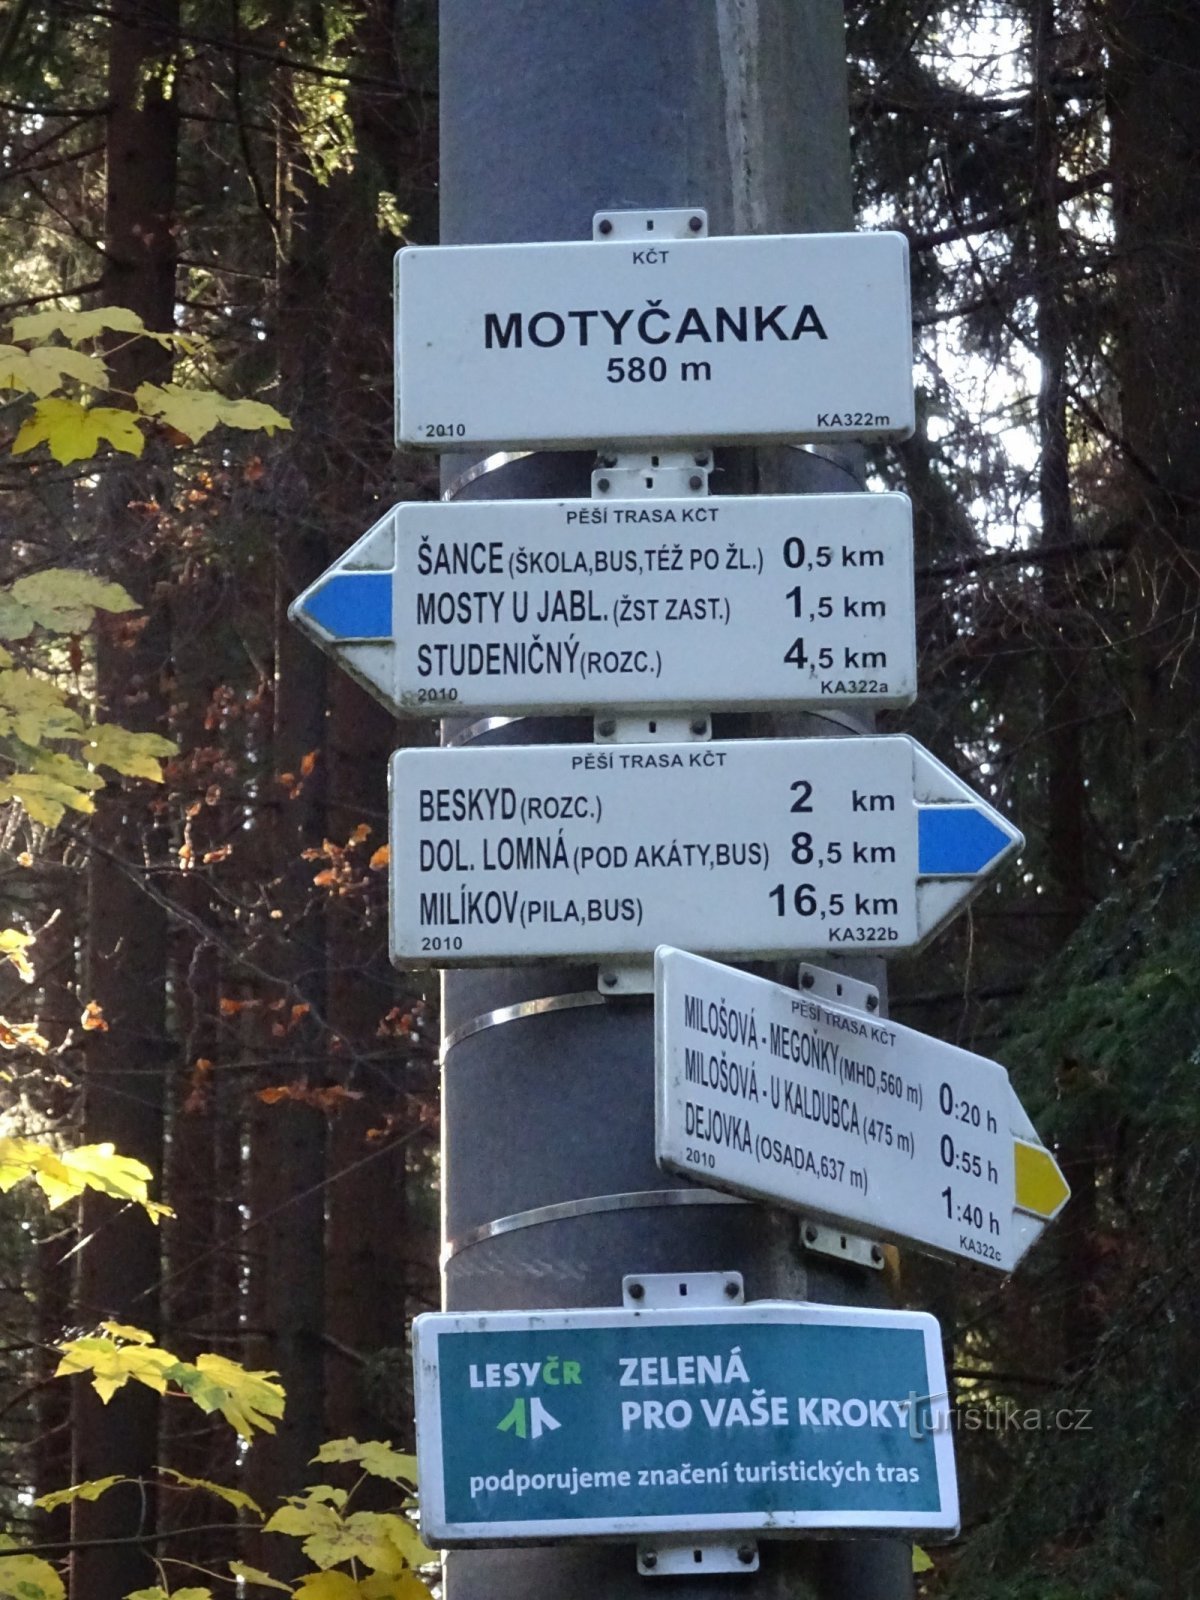 KČT
MOTYČANKA
580 m
2010 KA322m
PĚŠÍ TRASA KČT
ŠANCE (ŠKOLA,BUS,TÉŽ PO ŽL.) 0,5 km
MOSTY U JABL. (ŽST ZAST.) 1,5 km
STUDENIČNÝ (ROZC.) 4,5 km
2010 KA322a
PĚŠÍ TRASA KČT
BESKYD (ROZC.) 2 km
DOL. LOMNÁ (POD AKÁTY,BUS) 8,5 km
MILÍKOV (PILA,BUS) 16,5 km
2010 KA322b
PĚŠÍ TRASA KČT
MILOŠOVÁ - MEGOŇKY (MHD,560 m) 0:20 h
MILOŠOVÁ - U KALDUBCA (475 m) 0:55 h
DEJOVKA (OSADA,637 m) 1:40 h
2010 KA322c
LESYČR
ZELENÁ
PRO VAŠE KROKY
podporujeme značení turistických tras
Turistika.cz